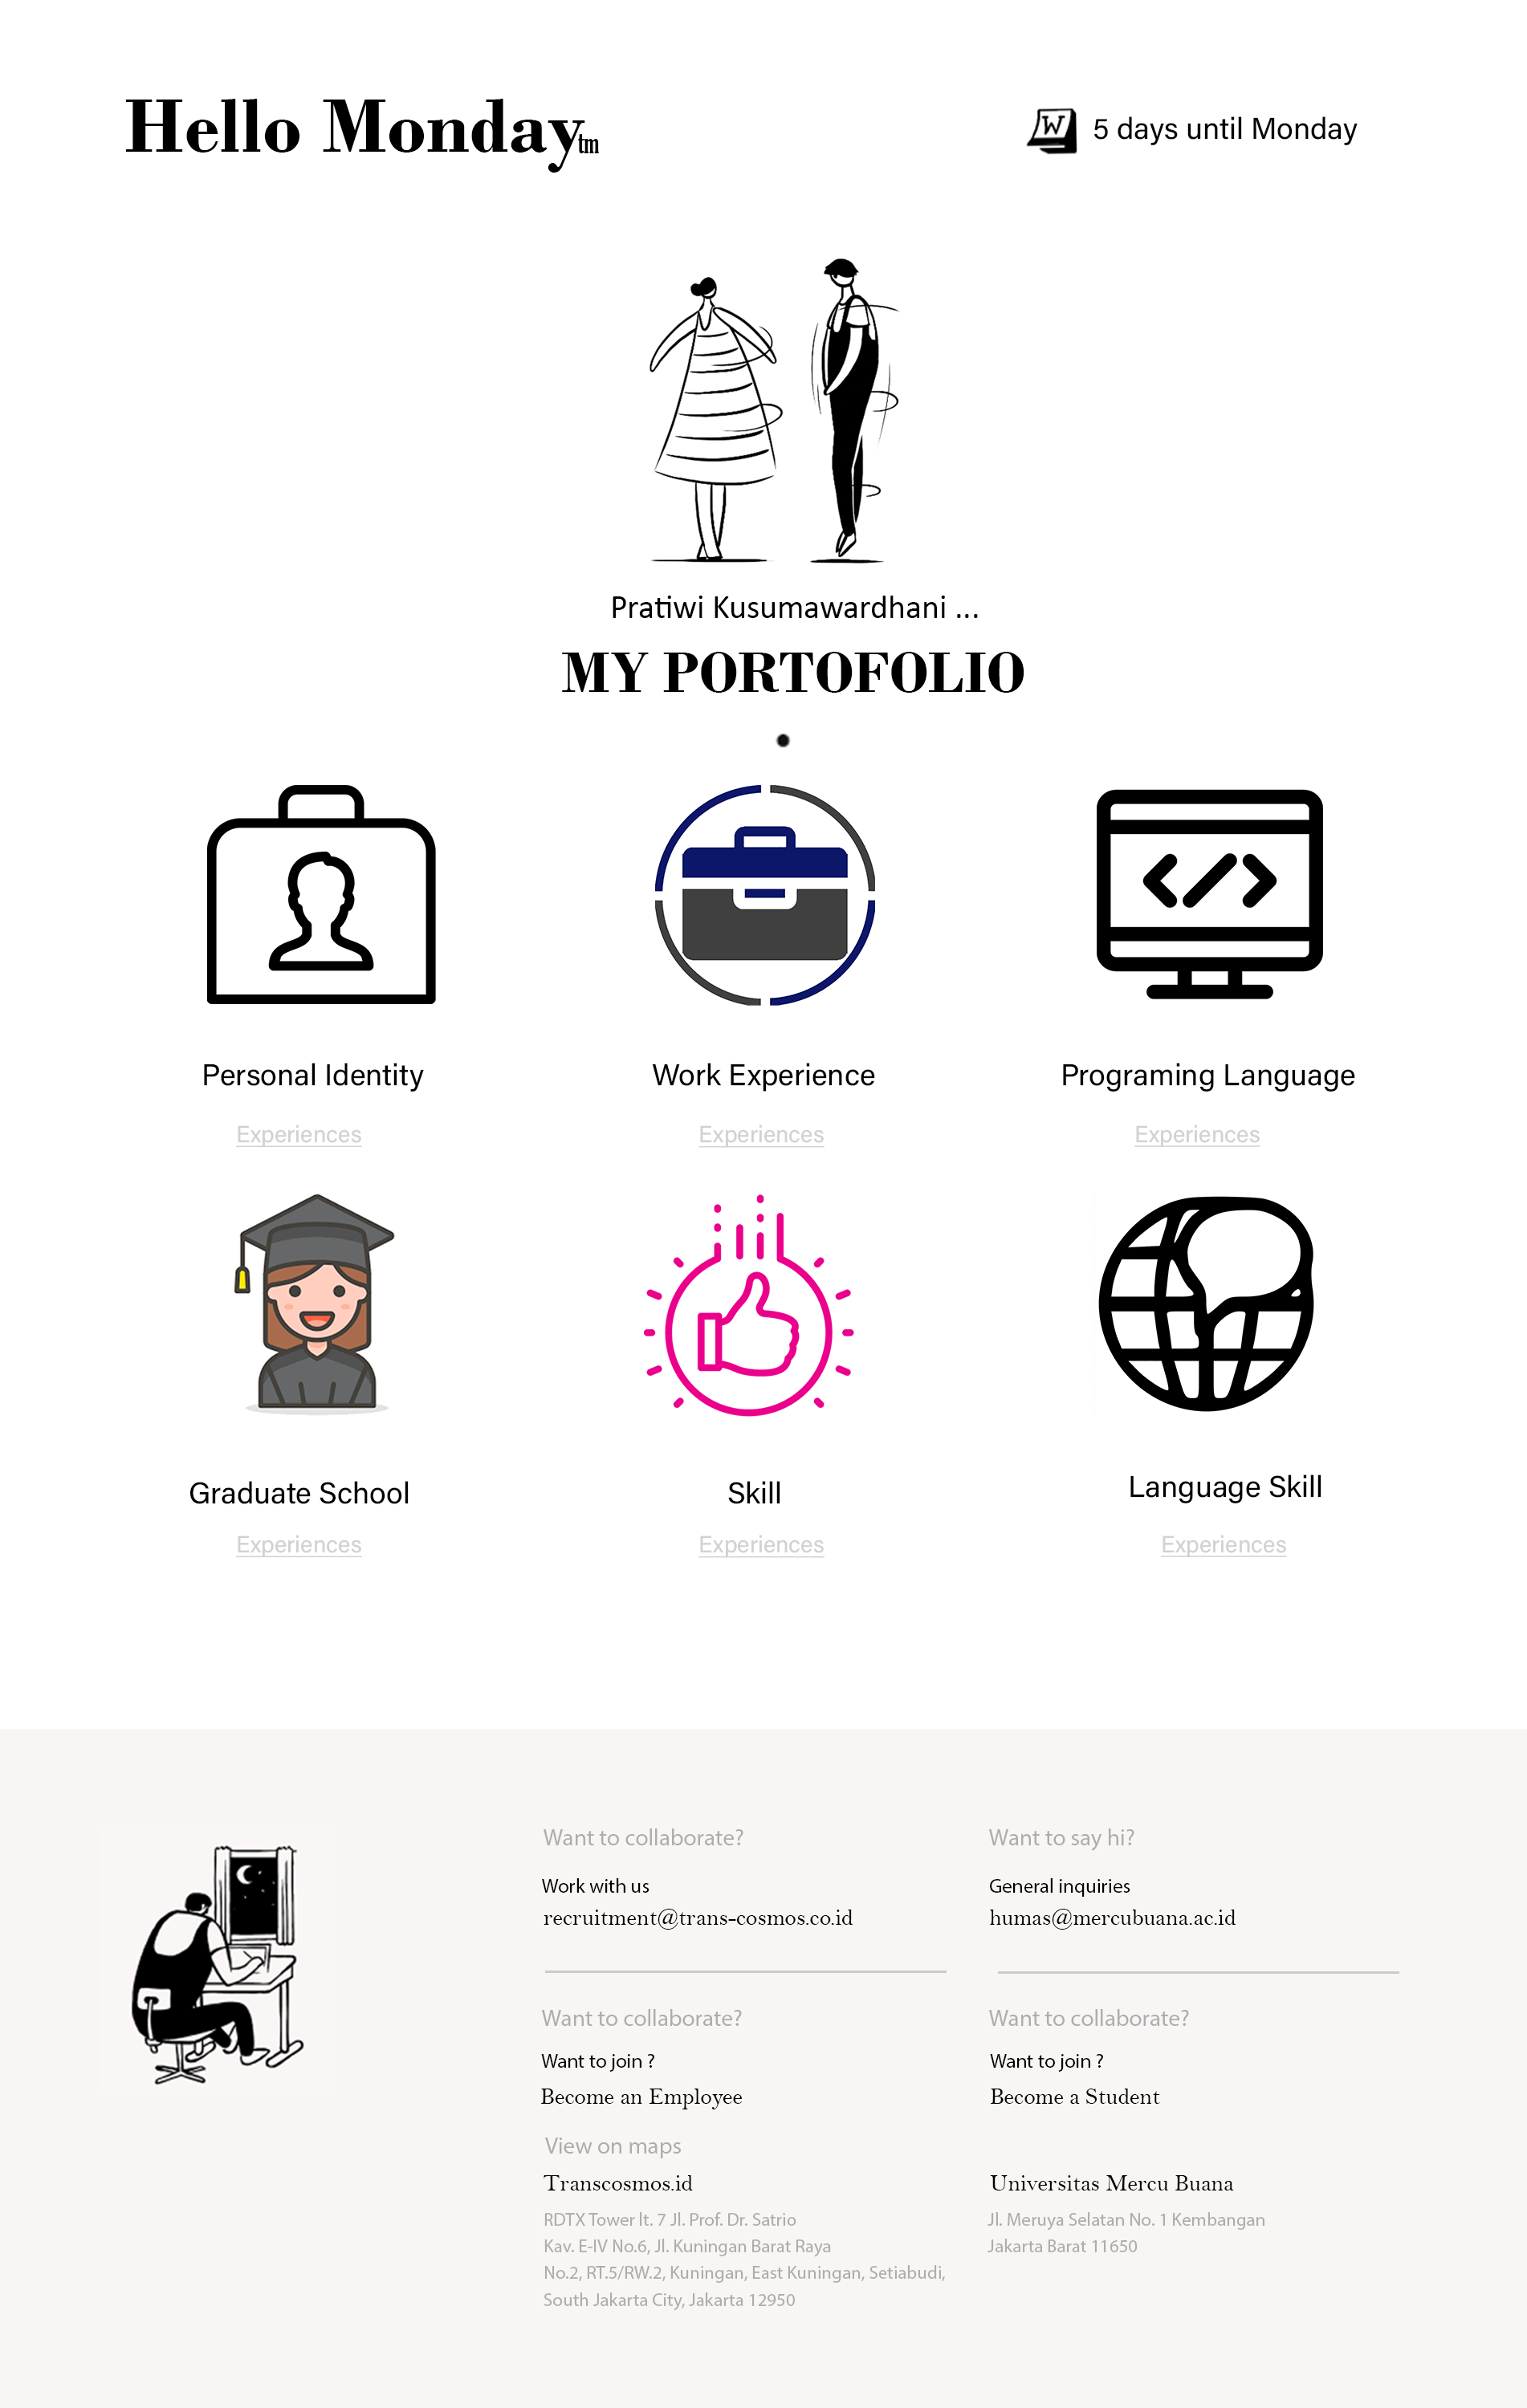 Hello Monday tm
W 5 days until Monday
Pratiwi Kusumawardhani ...
MY PORTOFOLIO
Personal Identity
Work Experience
Programing Language
Experiences
Experiences
Experiences
Graduate School
Skill
Language Skill
Experiences
Experiences
Experiences
Want to collaborate?
Work with us
recruitment@trans-cosmos.co.id
Want to say hi?
General inquiries
humas@mercubuana.ac.id
Want to collaborate?
Want to join ?
Become an Employee
Want to collaborate?
Want to join ?
Become a Student
View on maps
Transcosmos.id
RDTX Tower lt. 7 Jl. Prof. Dr. Satrio
Kav. E-IV No.6, Jl. Kuningan Barat Raya
No.2, RT.5/RW.2, Kuningan, East Kuningan, Setiabudi,
South Jakarta City, Jakarta 12950
Universitas Mercu Buana
Jl. Meruya Selatan No. 1 Kembangan
Jakarta Barat 11650